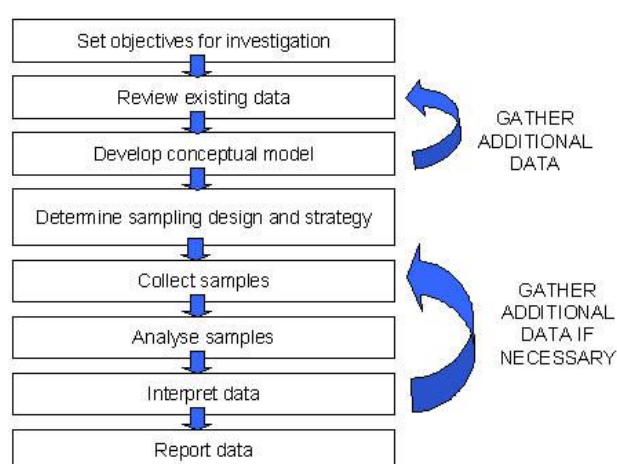 Set objectives for investigation
Review existing data
Develop conceptual model
GATHER
ADDITIONAL
DATA
Determine sampling design and strategy
Collect samples
Analyse samples
Interpret data
Report data
GATHER
ADDITIONAL
DATA IF
NECESSARY